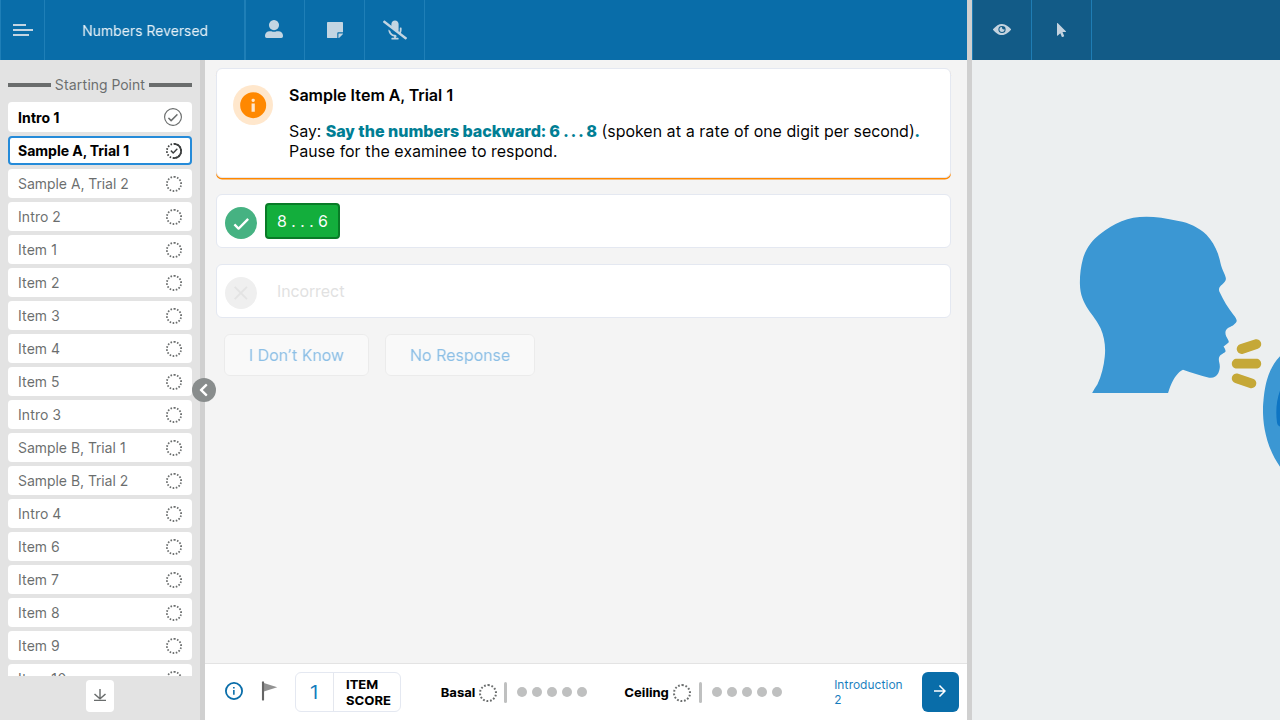 Numbers Reversed
Starting Point
Intro 1
Sample A, Trial 1
Sample A, Trial 2
Intro 2
Item 1
Item 2
Item 3
Item 4
Item 5
Intro 3
Sample B, Trial 1
Sample B, Trial 2
Intro 4
Item 6
Item 7
Item 8
Item 9
Sample Item A, Trial 1
Say: Say the numbers backward: 6 . . . 8 (spoken at a rate of one digit per second).
Pause for the examinee to respond.
8 . . . 6
Incorrect
I Don’t Know
No Response
1
ITEM
SCORE
Basal
Ceiling
Introduction
2